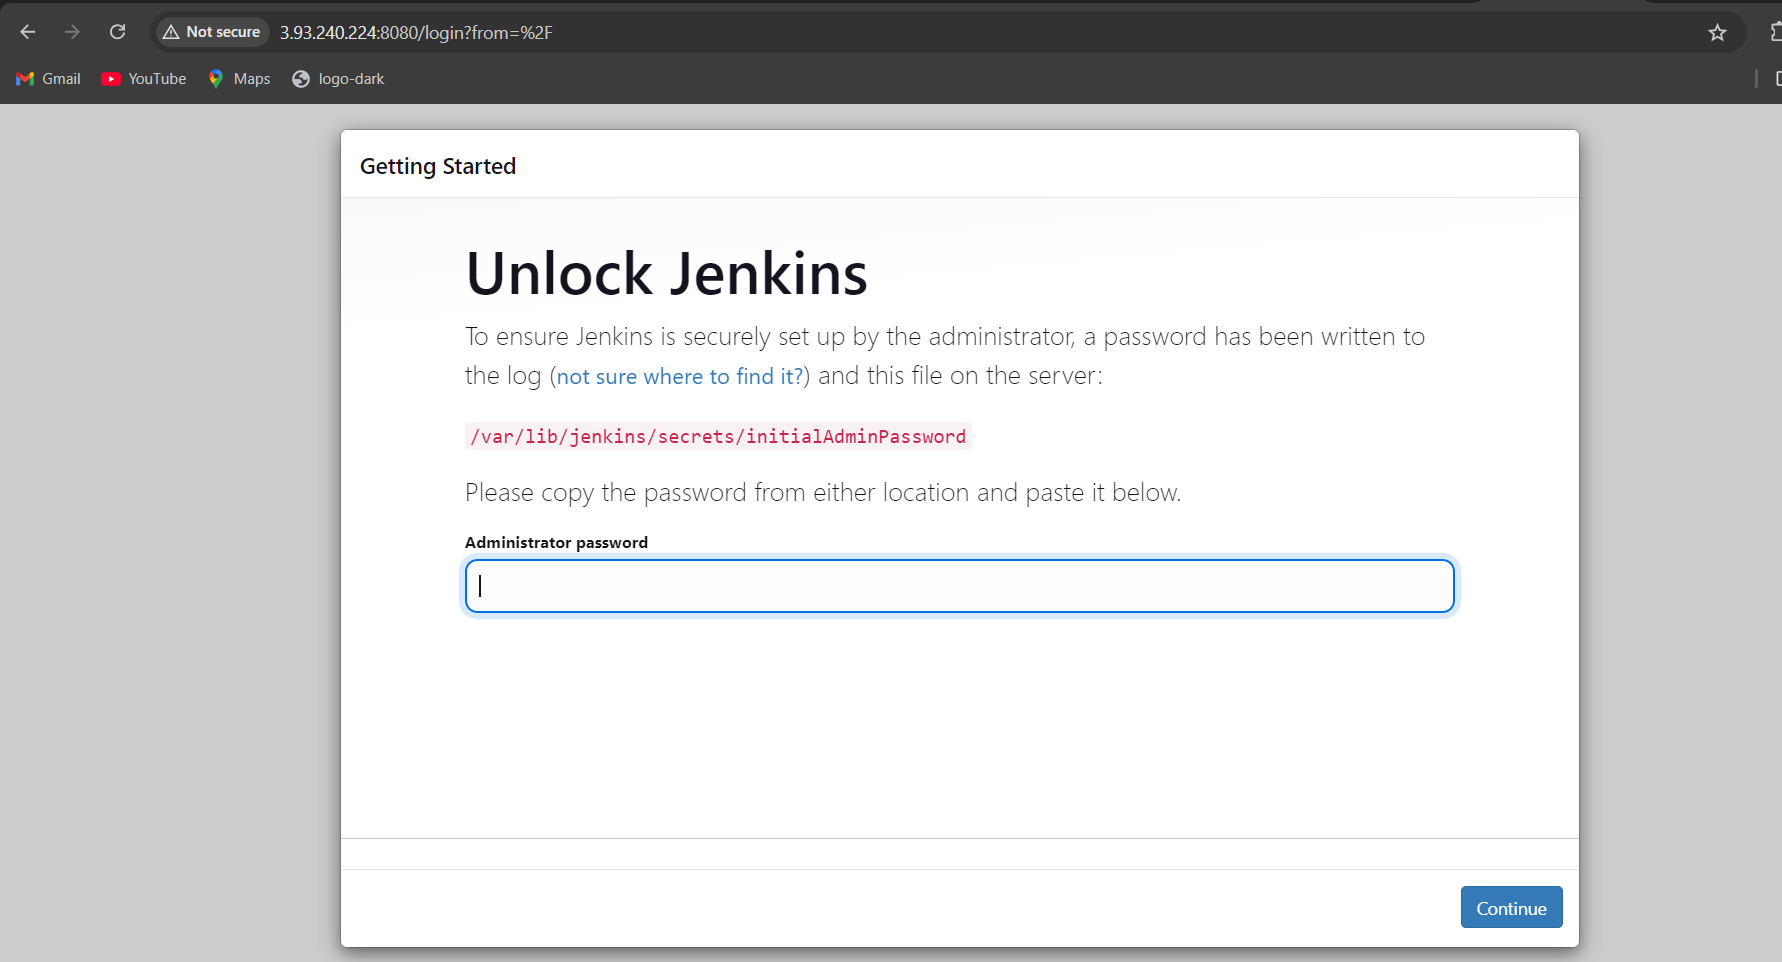 Not secure 3.93.240.224:8080/login?from=%2F
Gmail YouTube Maps logo-dark
Getting Started
Unlock Jenkins
To ensure Jenkins is securely set up by the administrator, a password has been written to
the log (not sure where to find it?) and this file on the server:
/var/lib/jenkins/secrets/initialAdminPassword
Please copy the password from either location and paste it below.
Administrator password
Continue